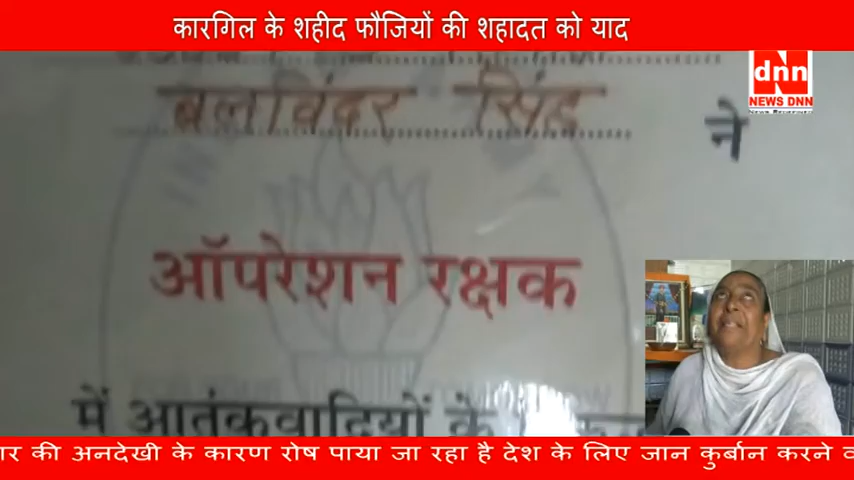 कारगिल के शहीद फौजियों की शहादत को याद
dnn
NEWS DNN
बलविंदर सिंह
ने
ऑपरेशन रक्षक
में आतंकवादियों के
की अनदेखी के कारण रोष पाया जा रहा है देश के लिए जान कुर्बान करने